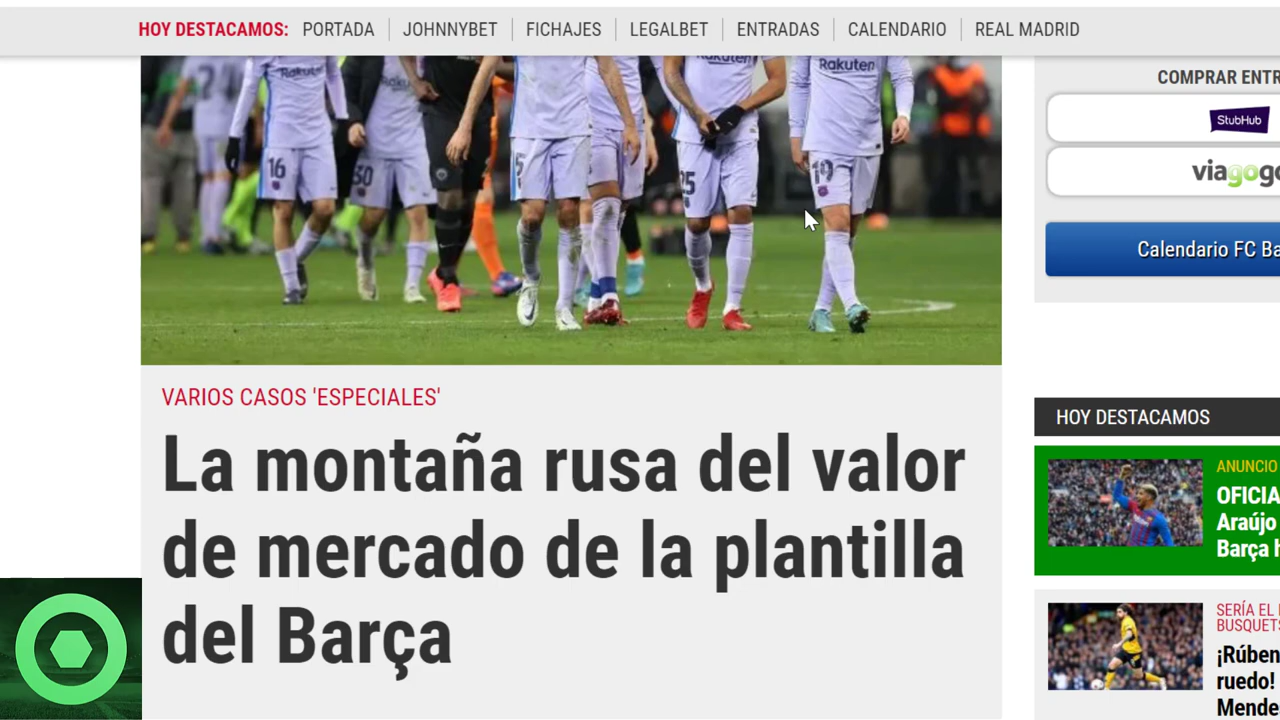 HOY DESTACAMOS: PORTADA JOHNNYBET FICHAJES LEGALBET ENTRADAS CALENDARIO REAL MADRID
Rakuten
Rakuten
16
30
25
19
VARIOS CASOS 'ESPECIALES'
La montaña rusa del valor
de mercado de la plantilla
del Barça
COMPRAR ENTR
StubHub
viagogo
Calendario FC Ba
HOY DESTACAMOS
ANUNCIO
OFICIA
Araújo
Barça h
SERÍA EL
BUSQUETS
¡Rúben
ruedo!
Mende